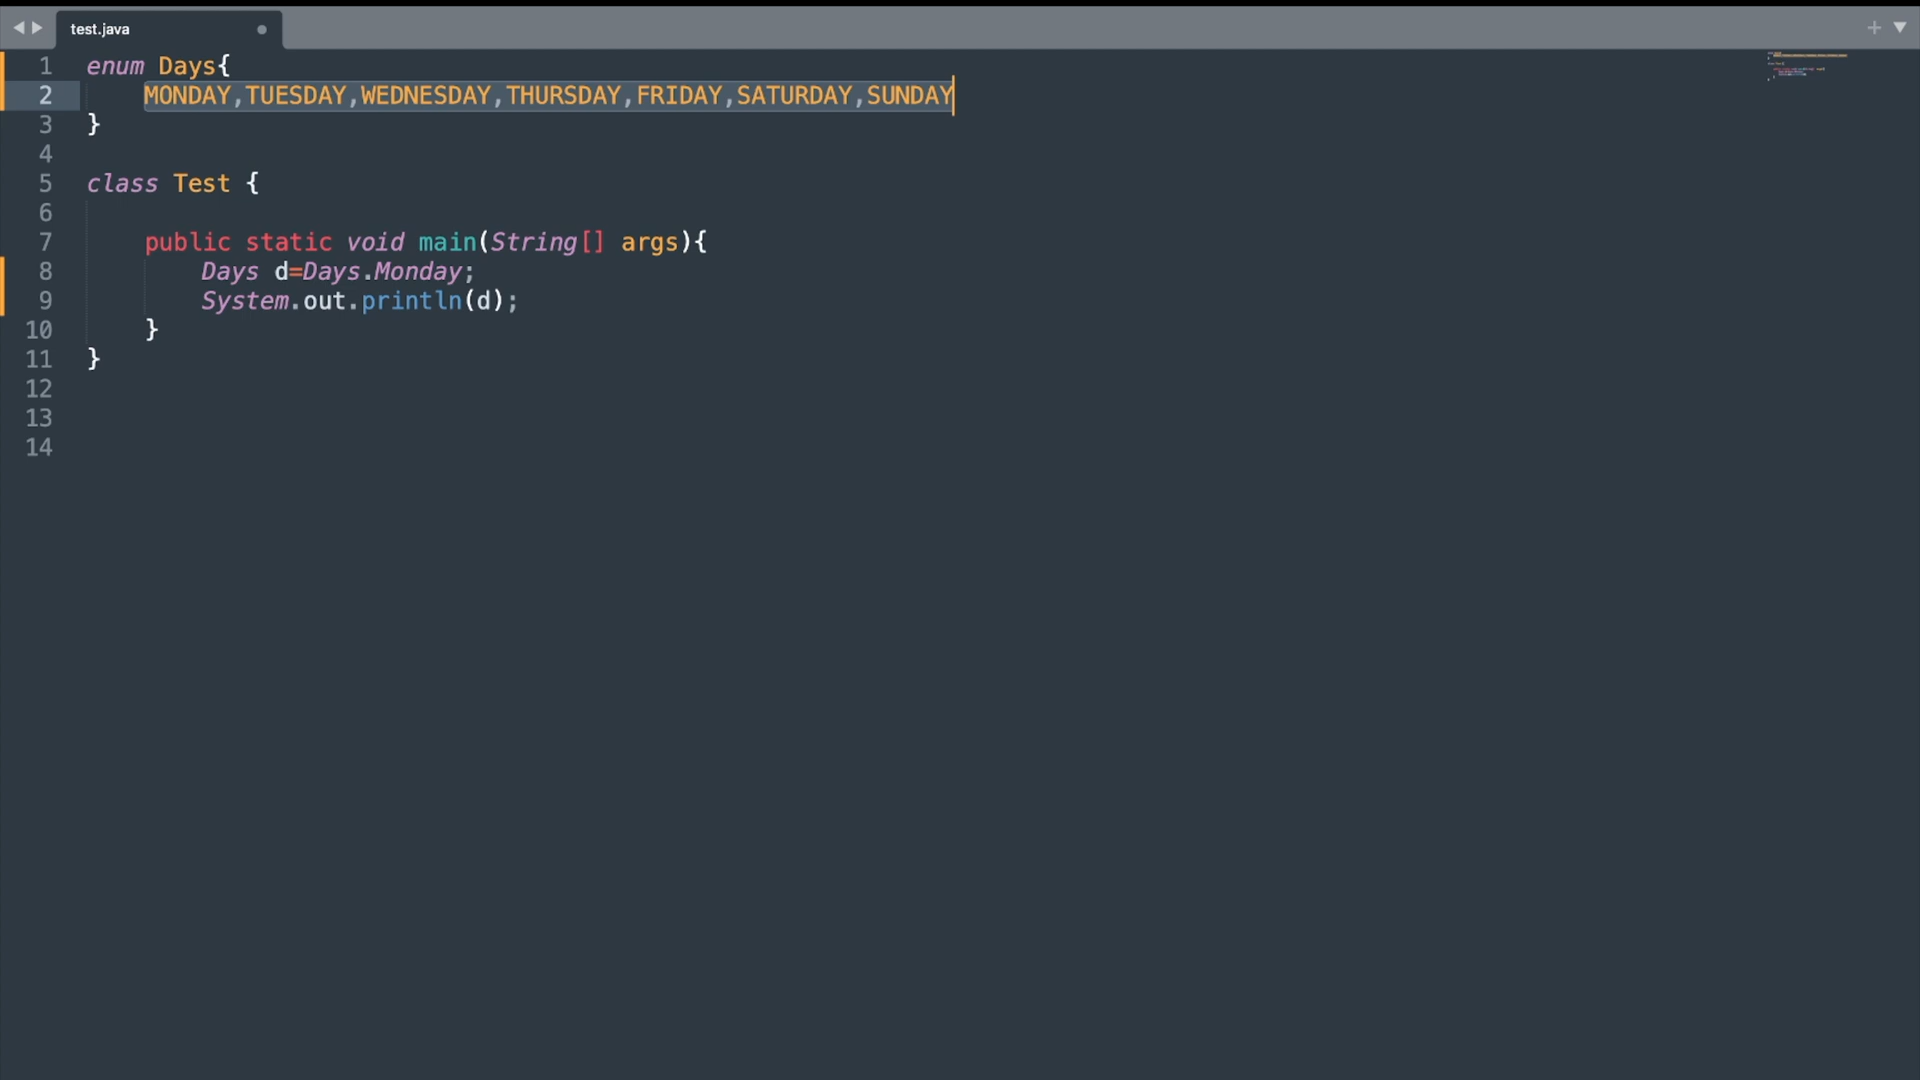 test.java
1 enum Days{
2 MONDAY,TUESDAY,WEDNESDAY,THURSDAY,FRIDAY,SATURDAY,SUNDAY
3 }
4
5 class Test {
6
7 public static void main(String[] args){
8 Days d=Days.Monday;
9 System.out.println(d);
10 }
11 }
12
13
14